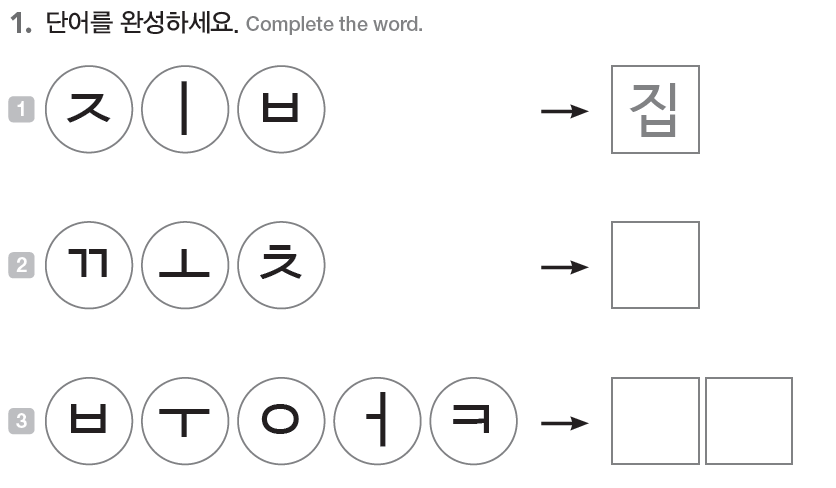 1. 단어를 완성하세요. Complete the word.
1 ㅈ ㅣ ㅂ → 집
2 ㄲ ㅗ ㅊ →
3 ㅂ ㅜ ㅇ ㅓ ㅋ →